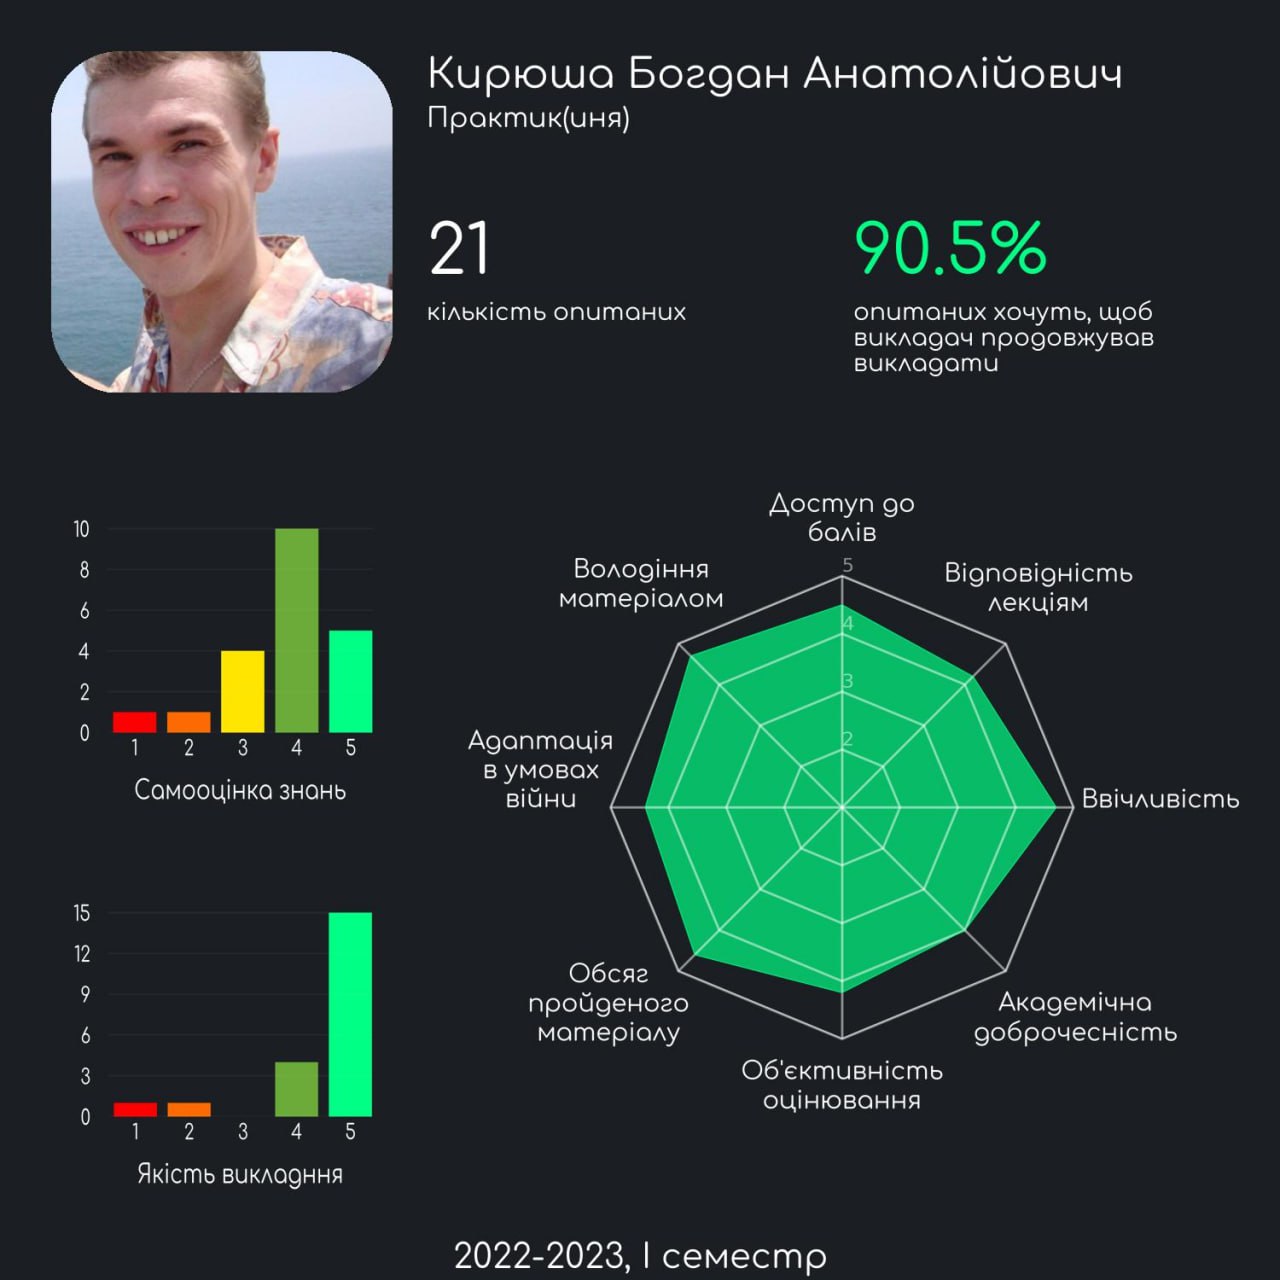 Кирюша Богдан Анатолійович
Практик(иня)
21
кількість опитаних
90.5%
опитаних хочуть, щоб
викладач продовжував
викладати
10
8
6
4
2
0
1 2 3 4 5
Самооцінка знань
15
12
9
6
3
0
1 2 3 4 5
Якість викладння
Доступ до
балів
Відповідність
лекціям
Ввічливість
Академічна
доброчесність
Об'єктивність
оцінювання
Обсяг
пройденого
матеріалу
Адаптація
в умовах
війни
Володіння
матеріалом
5
4
3
2
2022-2023, I семестр